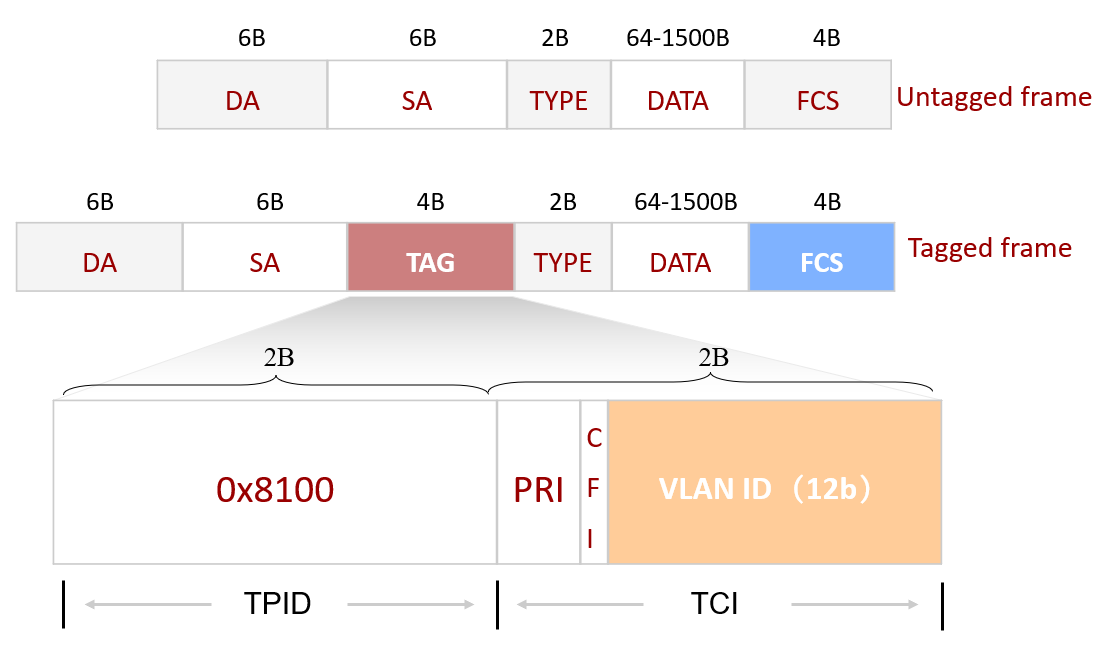 6B 6B 2B 64-1500B 4B
DA SA TYPE DATA FCS Untagged frame
6B 6B 4B 2B 64-1500B 4B
DA SA TAG TYPE DATA FCS Tagged frame
2B 2B
0x8100 PRI CFI VLAN ID（12b）
TPID TCI